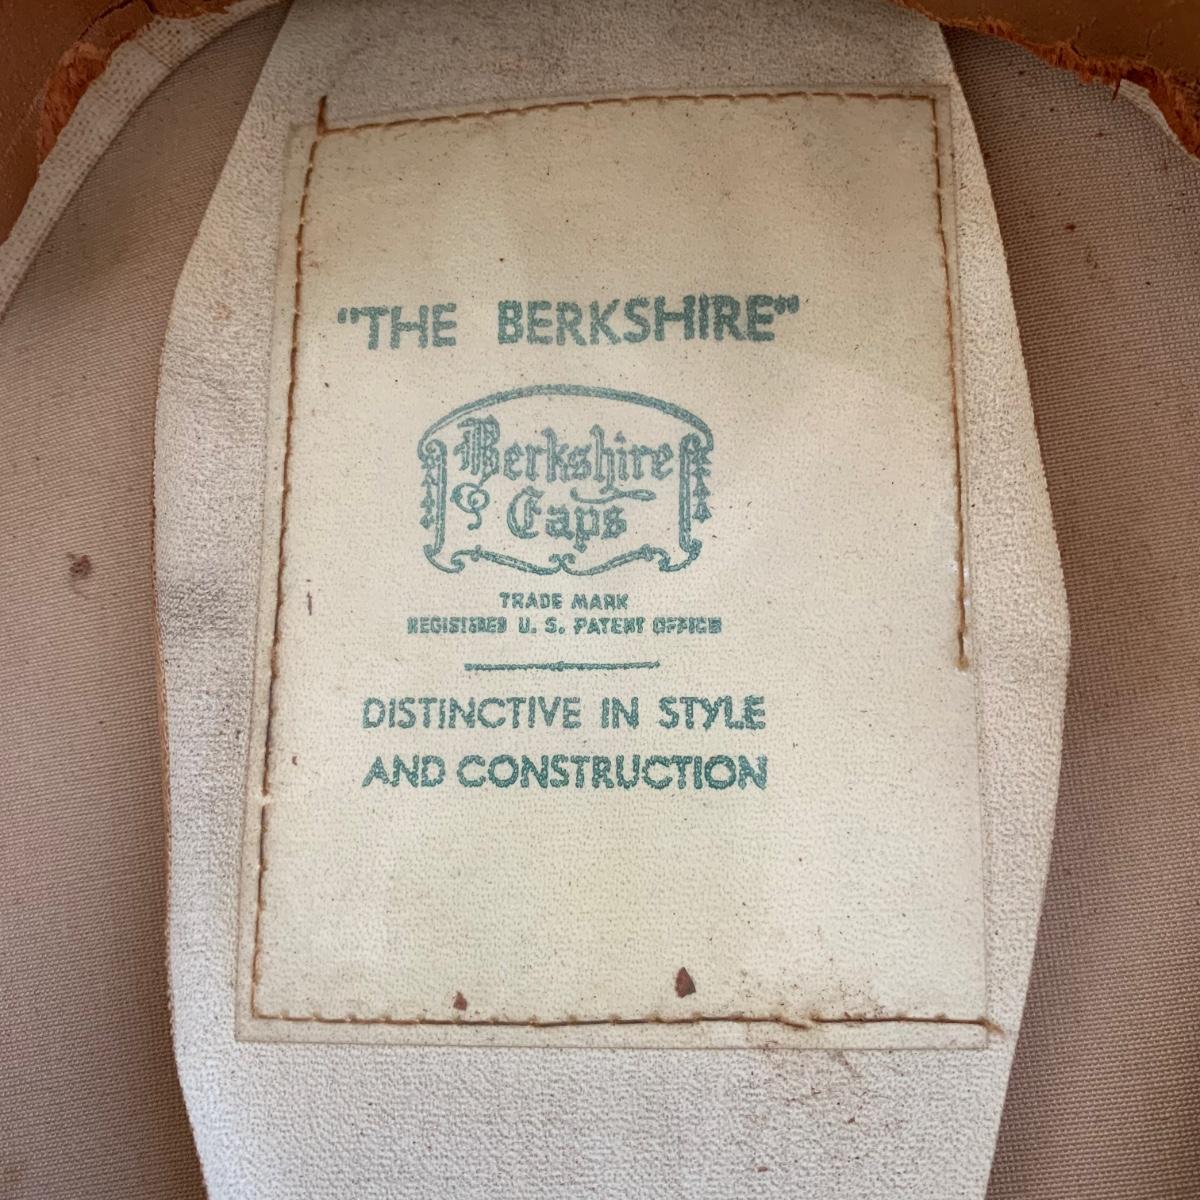 "THE BERKSHIRE"
Berkshire
Caps
TRADE MARK
REGISTERED U. S. PATENT OFFICE
DISTINCTIVE IN STYLE
AND CONSTRUCTION